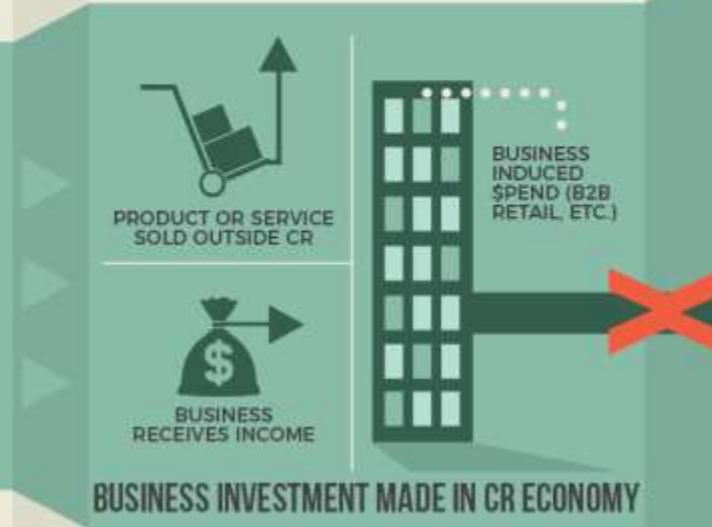 PRODUCT OR SERVICE
SOLD OUTSIDE CR
$
BUSINESS
RECEIVES INCOME
BUSINESS
INDUCED
$PEND (B2B
RETAIL, ETC.)
BUSINESS INVESTMENT MADE IN CR ECONOMY